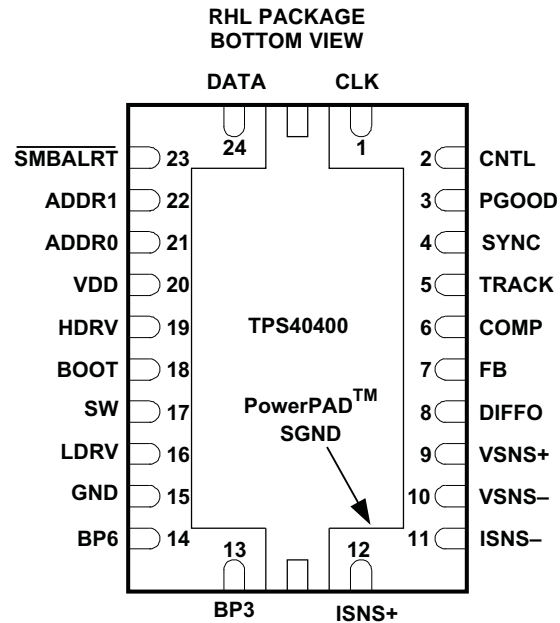 RHL PACKAGE
BOTTOM VIEW
DATA CLK
24 1
SMBALRT 23 2 CNTL
ADDR1 22 3 PGOOD
ADDR0 21 4 SYNC
VDD 20 5 TRACK
HDRV 19 TPS40400 6 COMP
BOOT 18 7 FB
SW 17 PowerPAD™ 8 DIFFO
SGND
LDRV 16 9 VSNS+
GND 15 10 VSNS–
BP6 14 11 ISNS–
13 12
BP3 ISNS+